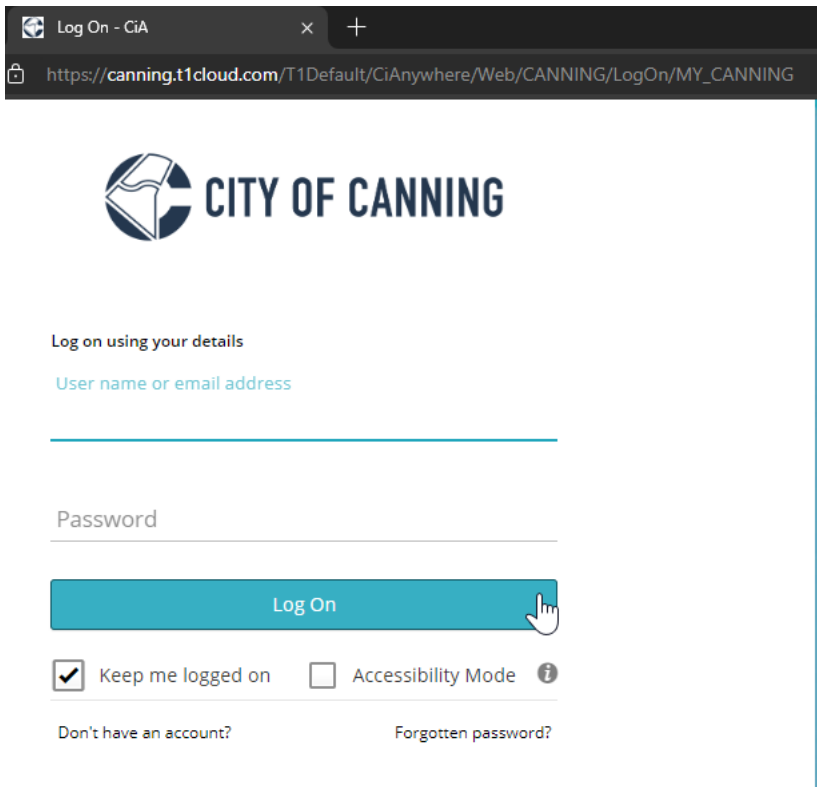 Log On - CiA
https://canning.t1cloud.com/T1Default/CiAnywhere/Web/CANNING/LogOn/MY_CANNING
CITY OF CANNING
Log on using your details
User name or email address
Password
Log On
Keep me logged on Accessibility Mode
Don't have an account? Forgotten password?